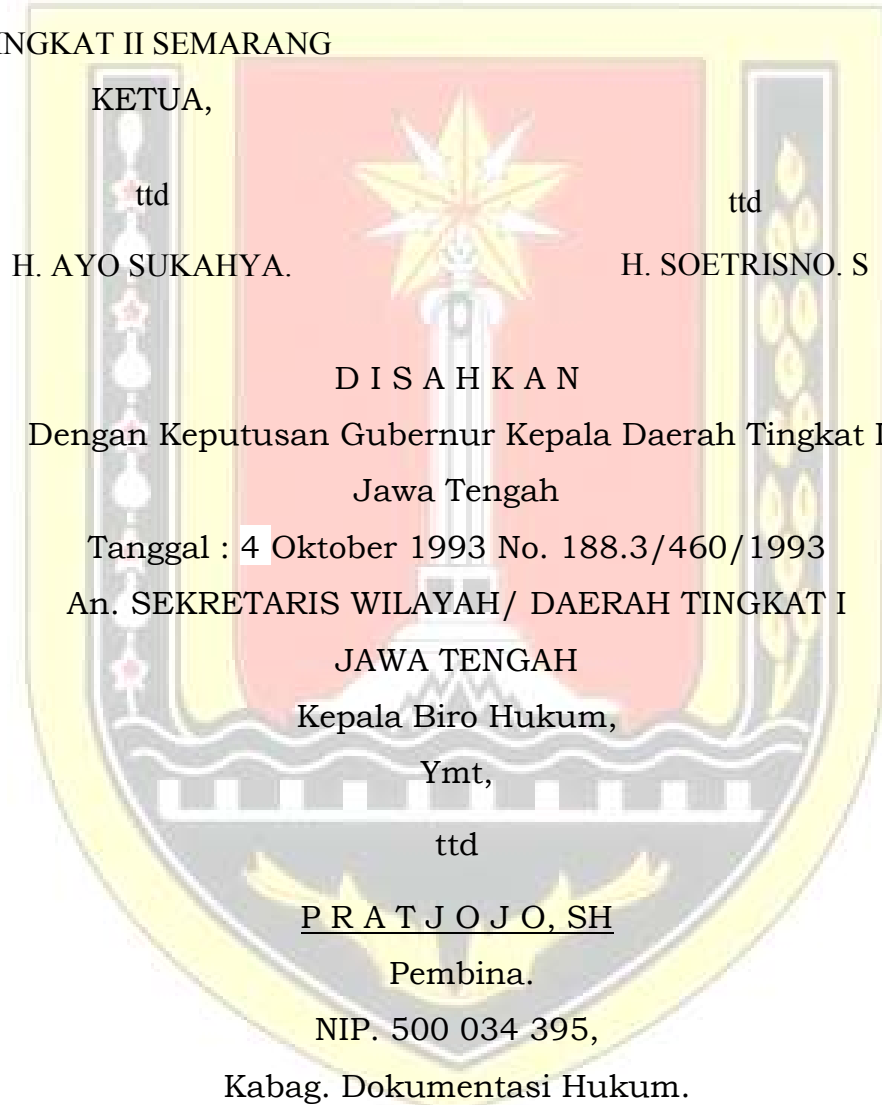 INGKAT II SEMARANG
KETUA,
ttd
ttd
H. AYO SUKAHYA.
H. SOETRISNO. S
D I S A H K A N
Dengan Keputusan Gubernur Kepala Daerah Tingkat I
Jawa Tengah
Tanggal : 4 Oktober 1993 No. 188.3/460/1993
An. SEKRETARIS WILAYAH/ DAERAH TINGKAT I
JAWA TENGAH
Kepala Biro Hukum,
Ymt,
ttd
P R A T J O J O, SH
Pembina.
NIP. 500 034 395,
Kabag. Dokumentasi Hukum.